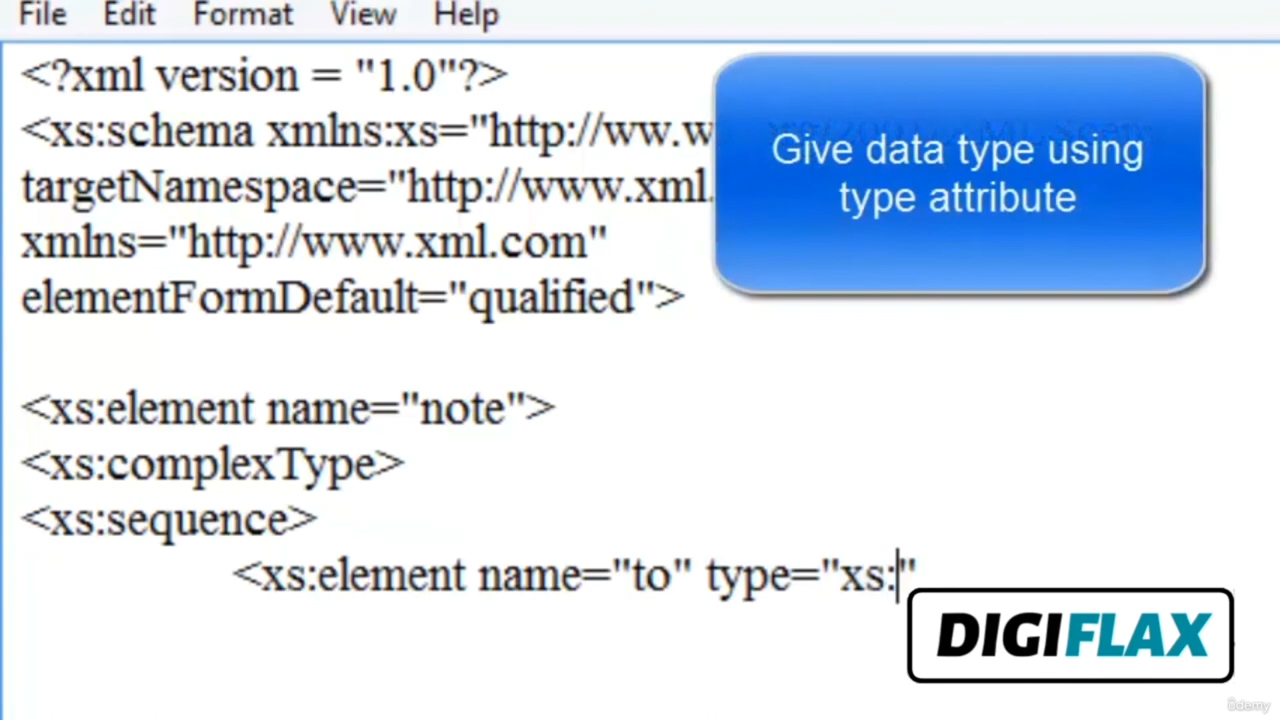 File Edit Format View Help
<?xml version = "1.0"?>
<xs:schema xmlns:xs="http://ww.w
targetNamespace="http://www.xml.
xmlns="http://www.xml.com"
elementFormDefault="qualified">
Give data type using
type attribute
<xs:element name="note">
<xs:complexType>
<xs:sequence>
<xs:element name="to" type="xs:"
DIGIFLAX
ûdemy